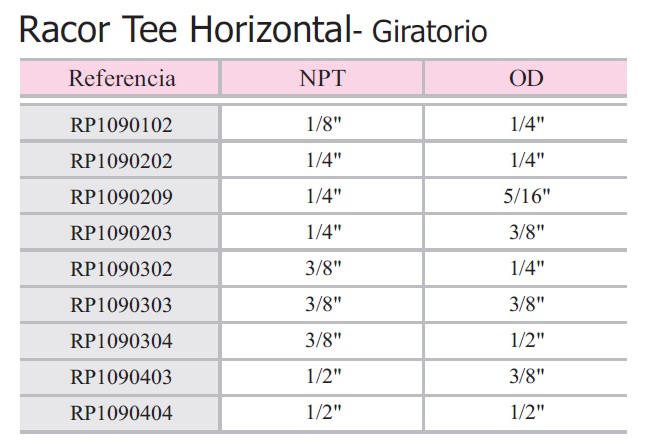 Racor Tee Horizontal- Giratorio
Referencia NPT OD
RP1090102 1/8" 1/4"
RP1090202 1/4" 1/4"
RP1090209 1/4" 5/16"
RP1090203 1/4" 3/8"
RP1090302 3/8" 1/4"
RP1090303 3/8" 3/8"
RP1090304 3/8" 1/2"
RP1090403 1/2" 3/8"
RP1090404 1/2" 1/2"